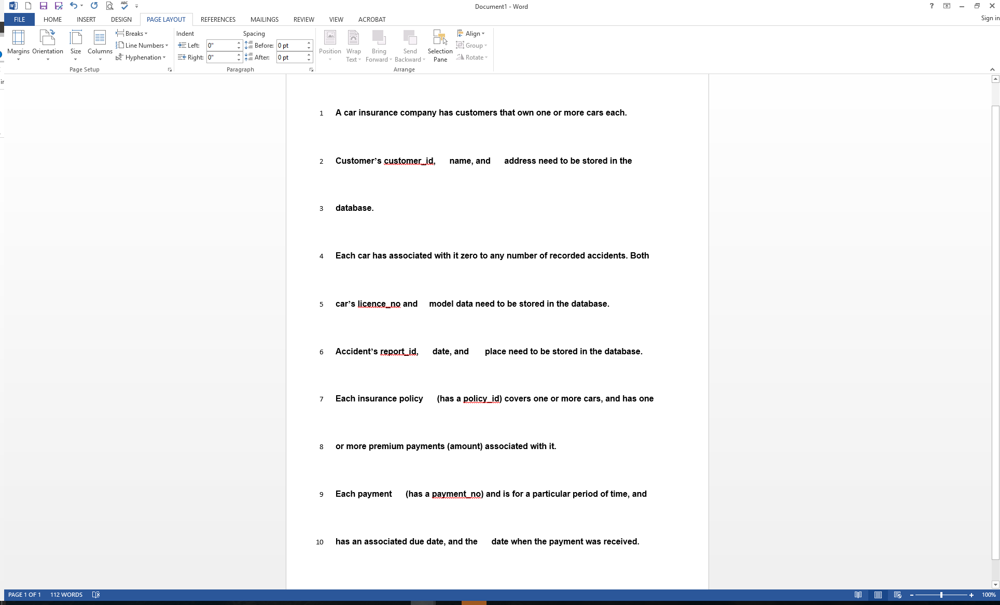 Document1 - Word
?
Sign in
FILE HOME INSERT DESIGN PAGE LAYOUT REFERENCES MAILINGS REVIEW VIEW ACROBAT
Margins Orientation Size Columns
Breaks
Line Numbers
Hyphenation
Page Setup
Indent
Left: 0"
Right: 0"
Spacing
Before: 0 pt
After: 0 pt
Paragraph
Position
Wrap Text
Bring Forward
Send Backward
Selection Pane
Align
Group
Rotate
Arrange
1 A car insurance company has customers that own one or more cars each.
2 Customer’s customer_id, name, and address need to be stored in the
3 database.
4 Each car has associated with it zero to any number of recorded accidents. Both
5 car’s licence_no and model data need to be stored in the database.
6 Accident’s report_id, date, and place need to be stored in the database.
7 Each insurance policy (has a policy_id) covers one or more cars, and has one
8 or more premium payments (amount) associated with it.
9 Each payment (has a payment_no) and is for a particular period of time, and
10 has an associated due date, and the date when the payment was received.
PAGE 1 OF 1 112 WORDS
100%